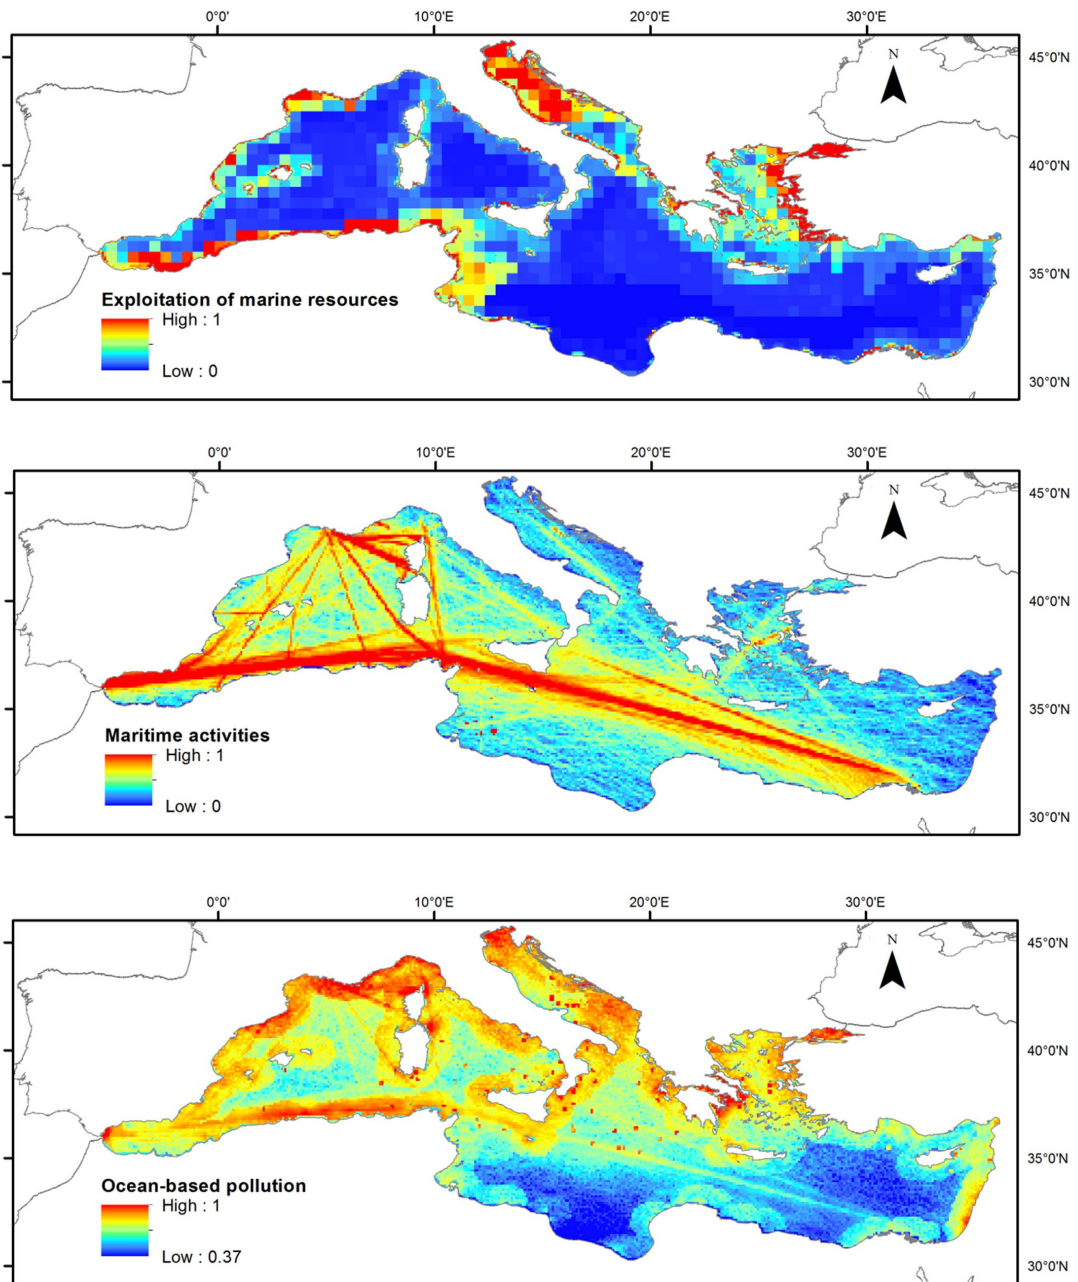 0°0' 10°0'E 20°0'E 30°0'E
45°0'N
N
40°0'N
35°0'N
Exploitation of marine resources
High : 1
Low : 0
30°0'N
0°0' 10°0'E 20°0'E 30°0'E
45°0'N
N
40°0'N
35°0'N
Maritime activities
High : 1
Low : 0
30°0'N
0°0' 10°0'E 20°0'E 30°0'E
45°0'N
N
40°0'N
35°0'N
Ocean-based pollution
High : 1
Low : 0.37
30°0'N